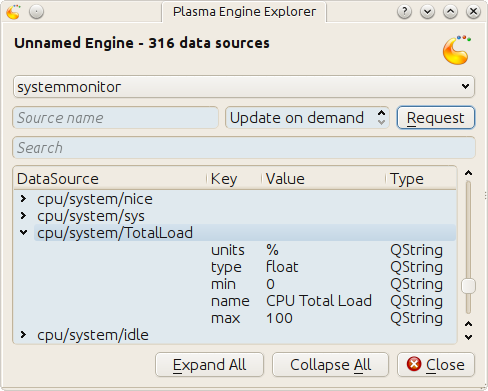 Plasma Engine Explorer
Unnamed Engine - 316 data sources
systemmonitor
Source name Update on demand Request
Search
DataSource Key Value Type
cpu/system/nice
cpu/system/sys
cpu/system/TotalLoad
units % QString
type float QString
min 0 QString
name CPU Total Load QString
max 100 QString
cpu/system/idle
Expand All Collapse All Close